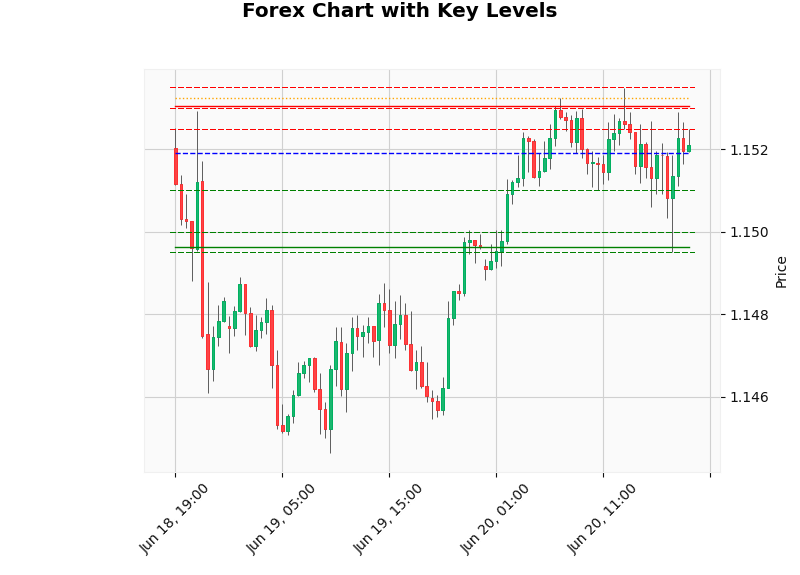 Forex Chart with Key Levels
1.152
1.150
1.148
1.146
Price
Jun 18, 19:00
Jun 19, 05:00
Jun 19, 15:00
Jun 20, 01:00
Jun 20, 11:00